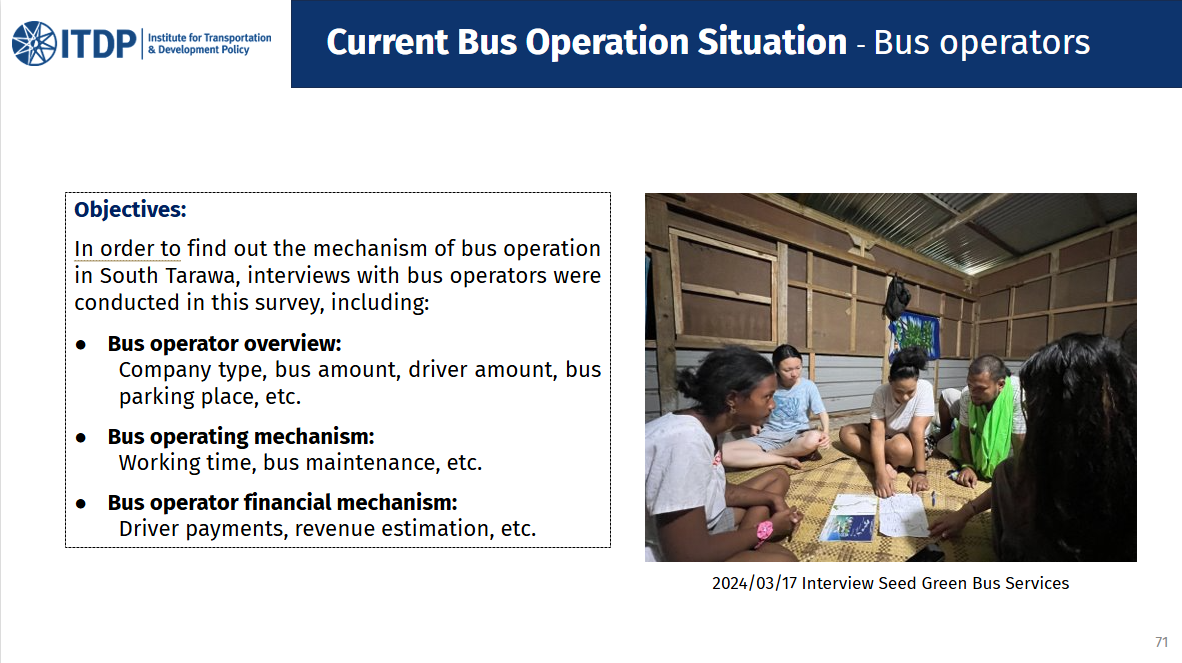 ITDP
Institute for Transportation
& Development Policy
Current Bus Operation Situation - Bus operators
Objectives:
In order to find out the mechanism of bus operation
in South Tarawa, interviews with bus operators were
conducted in this survey, including:
● Bus operator overview:
Company type, bus amount, driver amount, bus
parking place, etc.
● Bus operating mechanism:
Working time, bus maintenance, etc.
● Bus operator financial mechanism:
Driver payments, revenue estimation, etc.
2024/03/17 Interview Seed Green Bus Services
71